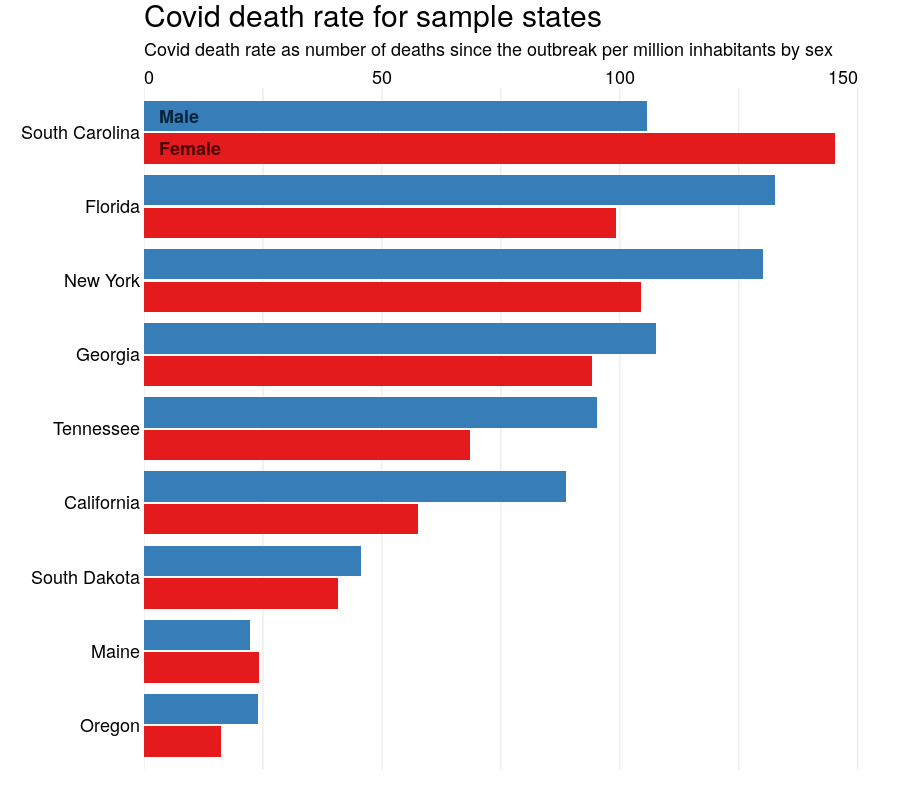 Covid death rate for sample states
Covid death rate as number of deaths since the outbreak per million inhabitants by sex
0 50 100 150
South Carolina
Male
Female
Florida
New York
Georgia
Tennessee
California
South Dakota
Maine
Oregon